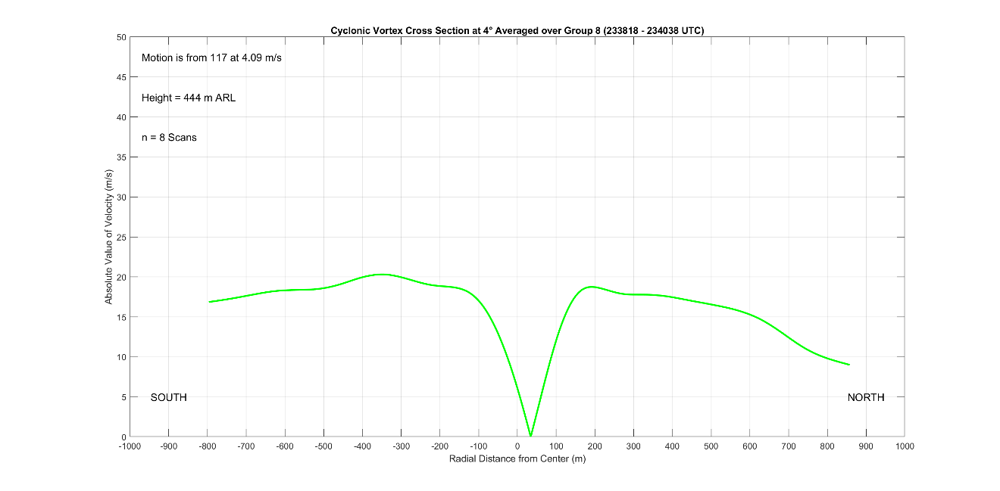 Cyclonic Vortex Cross Section at 4° Averaged over Group 8 (233818 - 234038 UTC)
Motion is from 117 at 4.09 m/s
Height = 444 m ARL
n = 8 Scans
Absolute Value of Velocity (m/s)
50
45
40
35
30
25
20
15
10
5
0
SOUTH
NORTH
-1000 -900 -800 -700 -600 -500 -400 -300 -200 -100 0 100 200 300 400 500 600 700 800 900 1000
Radial Distance from Center (m)